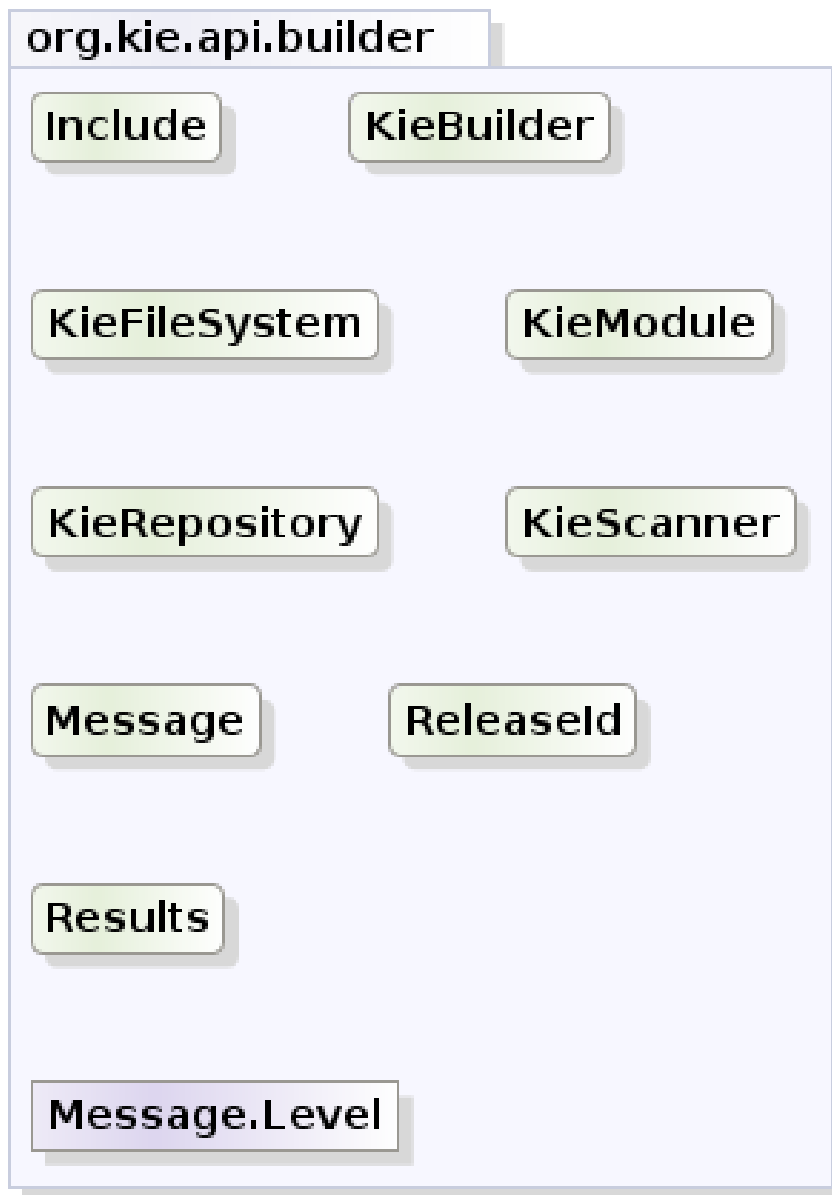 org.kie.api.builder
Include KieBuilder
KieFileSystem KieModule
KieRepository KieScanner
Message ReleaseId
Results
Message.Level